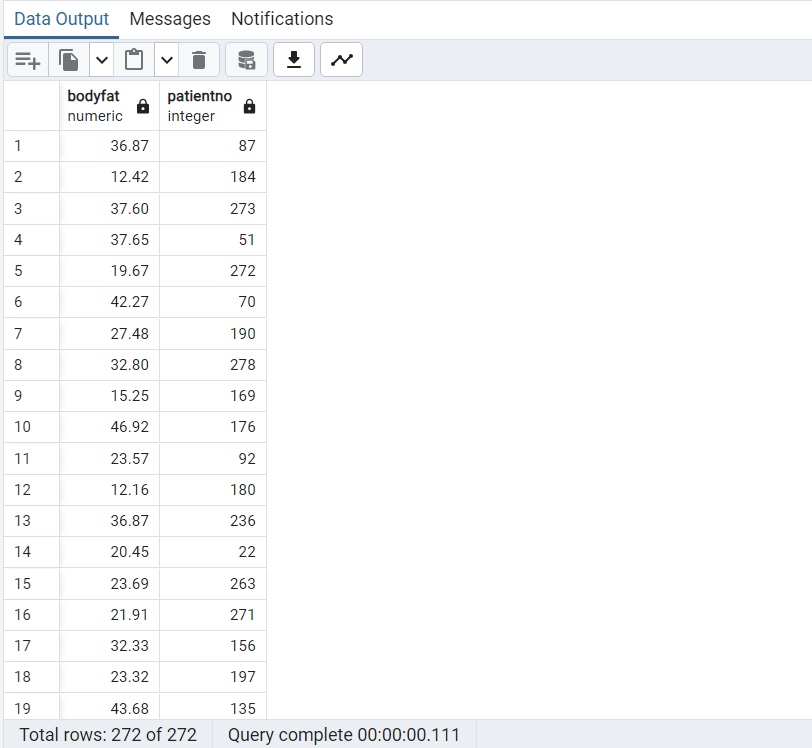 Data Output Messages Notifications
bodyfat patientno
numeric integer
1 36.87 87
2 12.42 184
3 37.60 273
4 37.65 51
5 19.67 272
6 42.27 70
7 27.48 190
8 32.80 278
9 15.25 169
10 46.92 176
11 23.57 92
12 12.16 180
13 36.87 236
14 20.45 22
15 23.69 263
16 21.91 271
17 32.33 156
18 23.32 197
19 43.68 135
Total rows: 272 of 272 Query complete 00:00:00.111